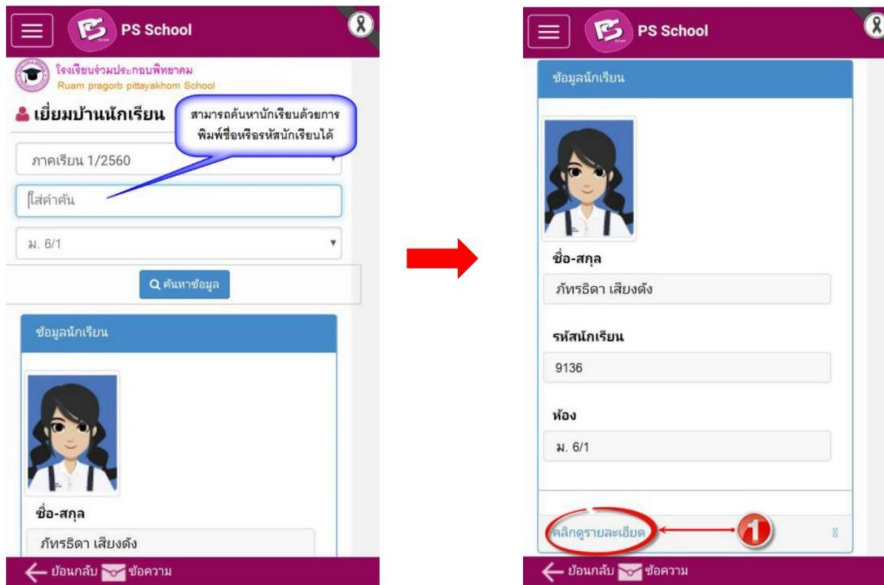 PS School
โรงเรียนร่วมประกอบพิทยาคม
Ruam pragorb pittayakhom School
เยี่ยมบ้านนักเรียน
สามารถค้นหานักเรียนด้วยการ
พิมพ์ชื่อหรือรหัสนักเรียนได้
ภาคเรียน 1/2560
ใส่คำค้น
ม. 6/1
ค้นหาข้อมูล
ข้อมูลนักเรียน
ชื่อ-สกุล
ภัทรธิดา เสียงดัง
ย้อนกลับ ข้อความ
PS School
ข้อมูลนักเรียน
ชื่อ-สกุล
ภัทรธิดา เสียงดัง
รหัสนักเรียน
9136
ห้อง
ม. 6/1
คลิกดูรายละเอียด 1
ย้อนกลับ ข้อความ